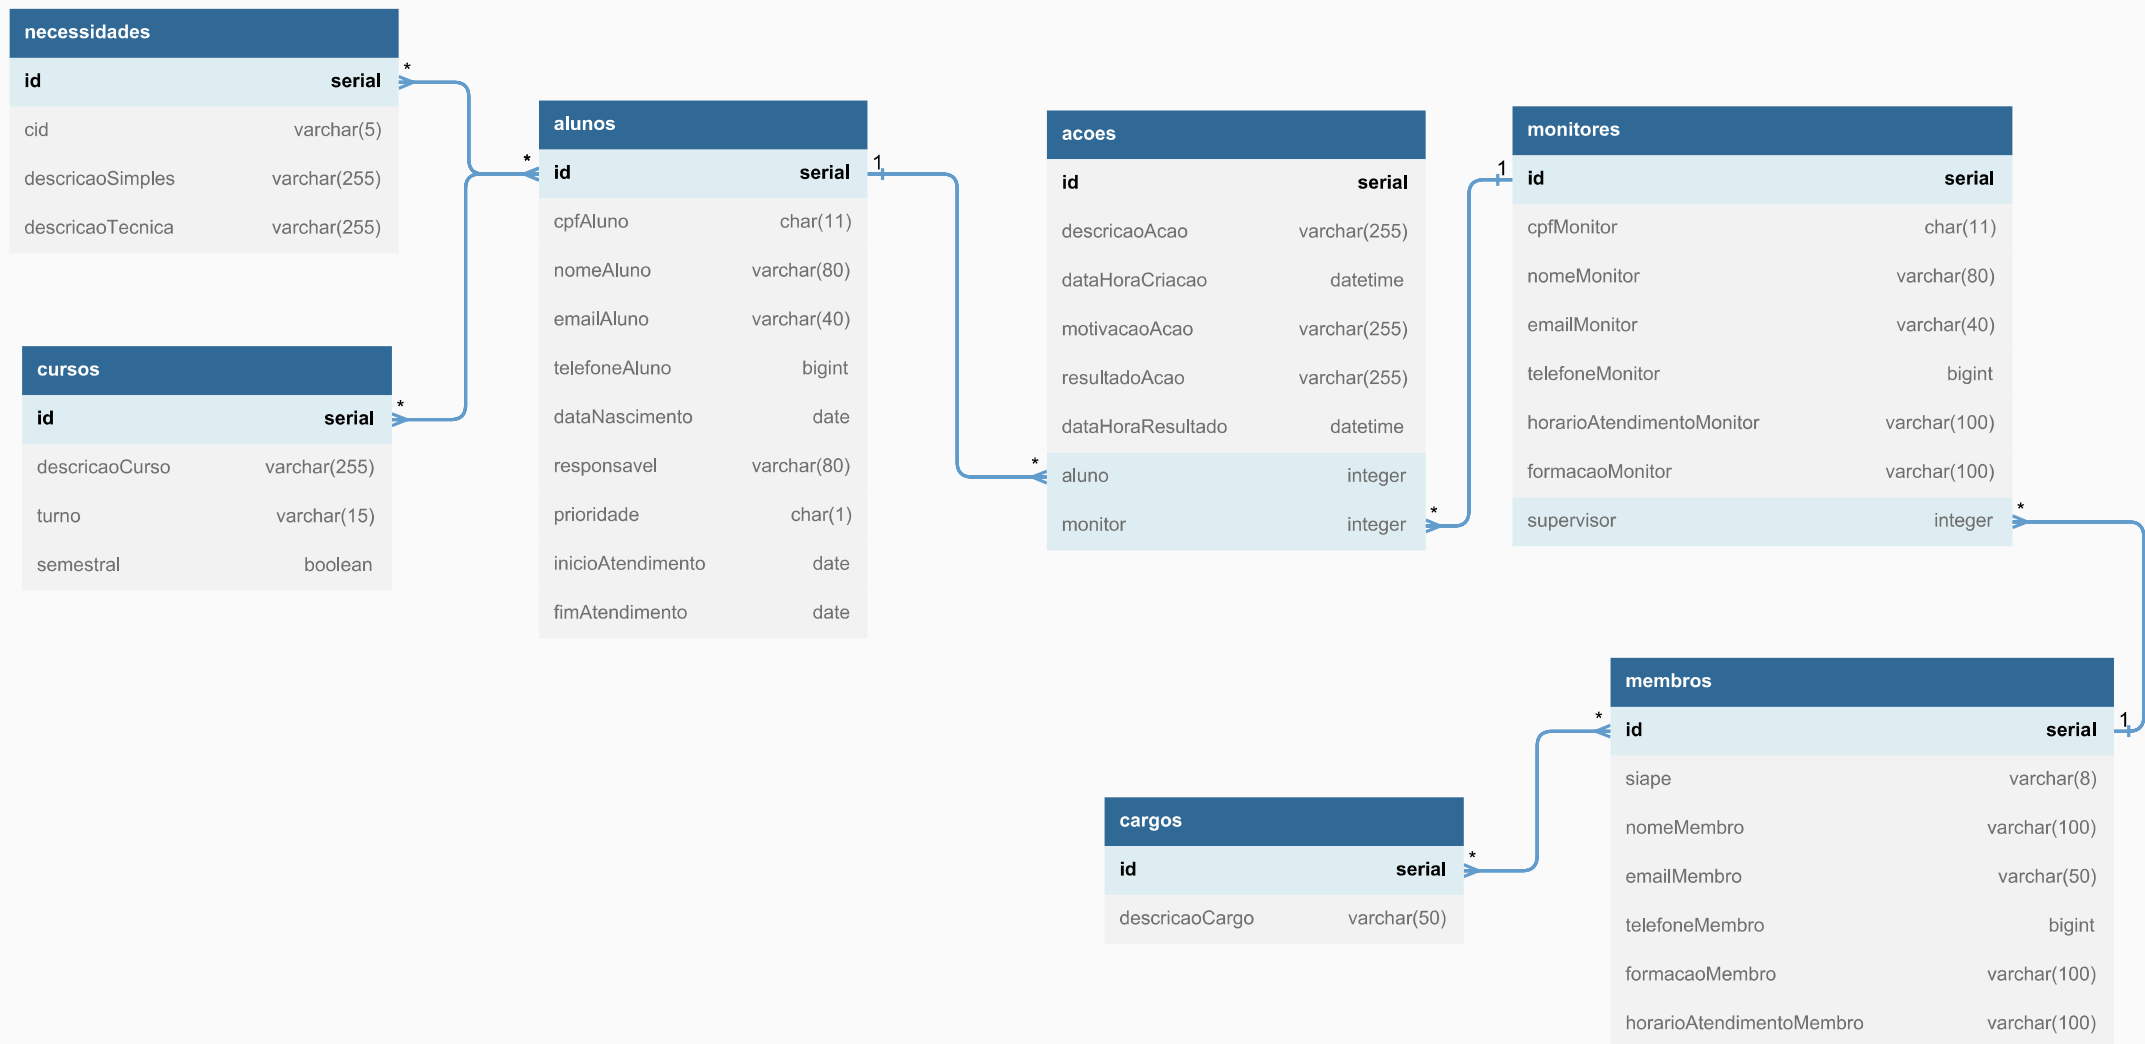 necessidades
id serial
cid varchar(5)
descricaoSimples varchar(255)
descricaoTecnica varchar(255)
*
cursos
id serial
descricaoCurso varchar(255)
turno varchar(15)
semestral boolean
*
*
alunos
id serial
cpfAluno char(11)
nomeAluno varchar(80)
emailAluno varchar(40)
telefoneAluno bigint
dataNascimento date
responsavel varchar(80)
prioridade char(1)
inicioAtendimento date
fimAtendimento date
1
*
acoes
id serial
descricaoAcao varchar(255)
dataHoraCriacao datetime
motivacaoAcao varchar(255)
resultadoAcao varchar(255)
dataHoraResultado datetime
aluno integer
monitor integer
*
1
monitores
id serial
cpfMonitor char(11)
nomeMonitor varchar(80)
emailMonitor varchar(40)
telefoneMonitor bigint
horarioAtendimentoMonitor varchar(100)
formacaoMonitor varchar(100)
supervisor integer
*
cargos
id serial
descricaoCargo varchar(50)
*
*
membros
id serial
siape varchar(8)
nomeMembro varchar(100)
emailMembro varchar(50)
telefoneMembro bigint
formacaoMembro varchar(100)
horarioAtendimentoMembro varchar(100)
1